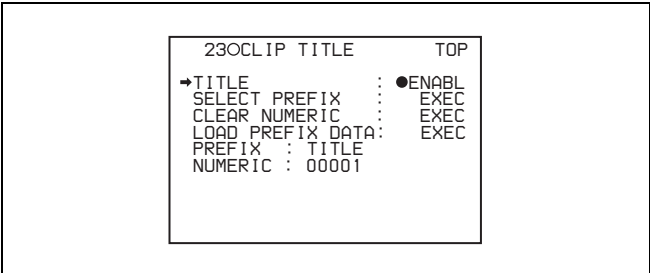 23○CLIP TITLE TOP
➡TITLE : ●ENABL
SELECT PREFIX : EXEC
CLEAR NUMERIC : EXEC
LOAD PREFIX DATA: EXEC
PREFIX : TITLE
NUMERIC : 00001